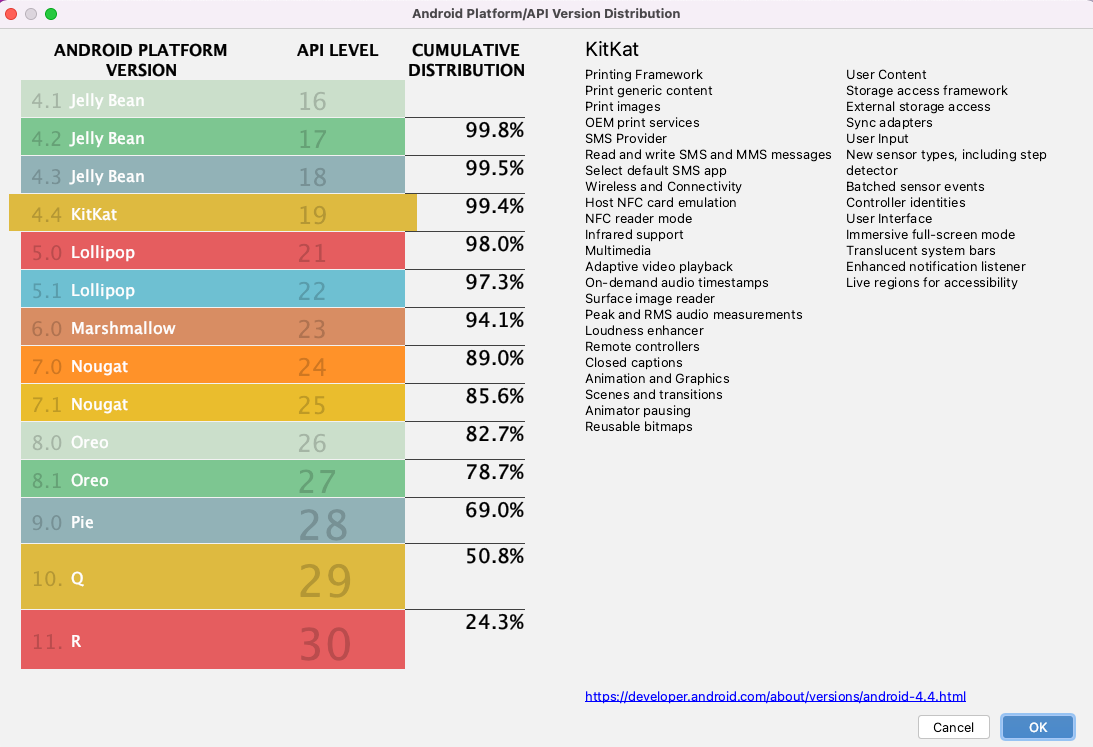 Android Platform/API Version Distribution
ANDROID PLATFORM
VERSION
API LEVEL
CUMULATIVE
DISTRIBUTION
4.1 Jelly Bean 16
99.8%
4.2 Jelly Bean 17
99.5%
4.3 Jelly Bean 18
99.4%
4.4 KitKat 19
98.0%
5.0 Lollipop 21
97.3%
5.1 Lollipop 22
94.1%
6.0 Marshmallow 23
89.0%
7.0 Nougat 24
85.6%
7.1 Nougat 25
82.7%
8.0 Oreo 26
78.7%
8.1 Oreo 27
69.0%
9.0 Pie 28
50.8%
10. Q 29
24.3%
11. R 30
KitKat
Printing Framework
Print generic content
Print images
OEM print services
SMS Provider
Read and write SMS and MMS messages
Select default SMS app
Wireless and Connectivity
Host NFC card emulation
NFC reader mode
Infrared support
Multimedia
Adaptive video playback
On-demand audio timestamps
Surface image reader
Peak and RMS audio measurements
Loudness enhancer
Remote controllers
Closed captions
Animation and Graphics
Scenes and transitions
Animator pausing
Reusable bitmaps
User Content
Storage access framework
External storage access
Sync adapters
User Input
New sensor types, including step
detector
Batched sensor events
Controller identities
User Interface
Immersive full-screen mode
Translucent system bars
Enhanced notification listener
Live regions for accessibility
https://developer.android.com/about/versions/android-4.4.html
Cancel
OK